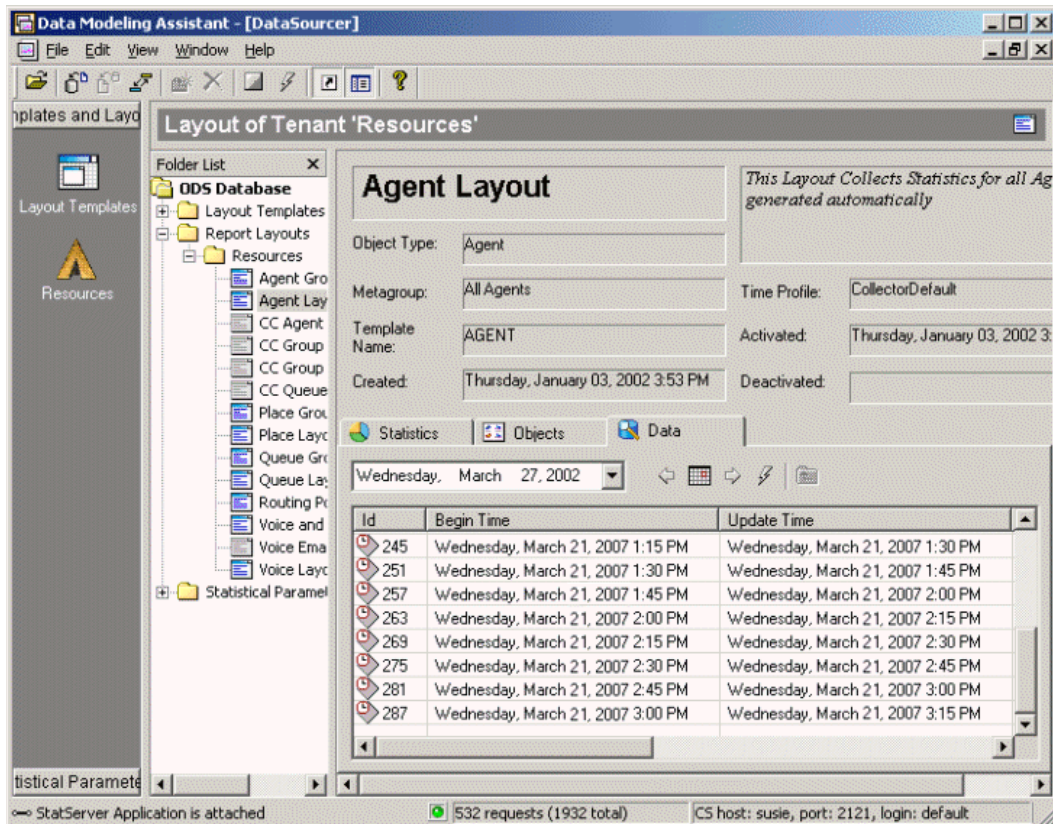 Data Modeling Assistant - [DataSourcer]
File Edit View Window Help
nplates and Layo
Layout Templates
Resources
tistical Paramete
Layout of Tenant 'Resources'
Folder List
ODS Database
Layout Templates
Report Layouts
Resources
Agent Gro
Agent Lay
CC Agent
CC Group
CC Group
CC Queue
Place Grou
Place Layo
Queue Gro
Queue Lay
Routing Po
Voice and
Voice Ema
Voice Layo
Statistical Paramet
Agent Layout
This Layout Collects Statistics for all Ag
generated automatically
Object Type: Agent
Metagroup: All Agents
Time Profile: CollectorDefault
Template Name: AGENT
Activated: Thursday, January 03, 2002 3:
Created: Thursday, January 03, 2002 3:53 PM
Deactivated:
Statistics Objects Data
Wednesday, March 27, 2002
Id Begin Time Update Time
245 Wednesday, March 21, 2007 1:15 PM Wednesday, March 21, 2007 1:30 PM
251 Wednesday, March 21, 2007 1:30 PM Wednesday, March 21, 2007 1:45 PM
257 Wednesday, March 21, 2007 1:45 PM Wednesday, March 21, 2007 2:00 PM
263 Wednesday, March 21, 2007 2:00 PM Wednesday, March 21, 2007 2:15 PM
269 Wednesday, March 21, 2007 2:15 PM Wednesday, March 21, 2007 2:30 PM
275 Wednesday, March 21, 2007 2:30 PM Wednesday, March 21, 2007 2:45 PM
281 Wednesday, March 21, 2007 2:45 PM Wednesday, March 21, 2007 3:00 PM
287 Wednesday, March 21, 2007 3:00 PM Wednesday, March 21, 2007 3:15 PM
StatServer Application is attached
532 requests (1932 total)
CS host: susie, port: 2121, login: default